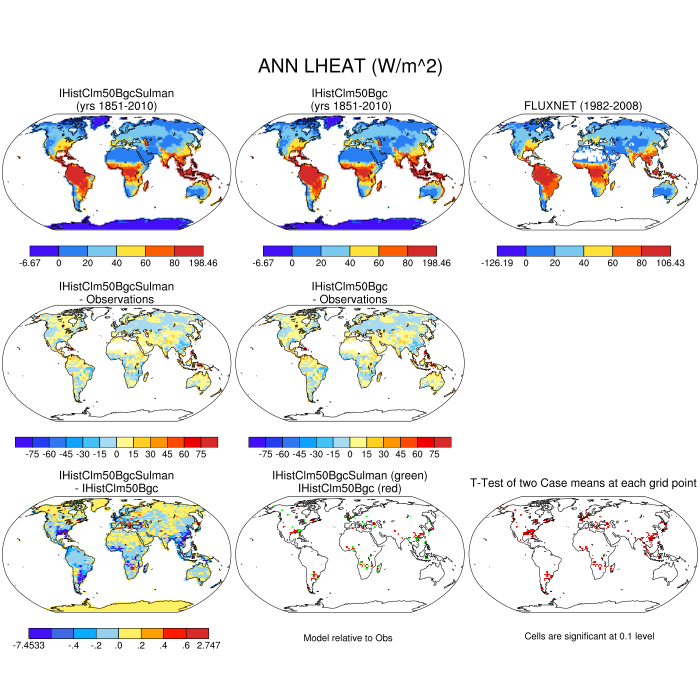 ANN LHEAT (W/m^2)
IHistClm50BgcSulman
(yrs 1851-2010)
IHistClm50Bgc
(yrs 1851-2010)
FLUXNET (1982-2008)
-6.67 0 20 40 60 80 198.46
-6.67 0 20 40 60 80 198.46
-126.19 0 20 40 60 80 106.43
IHistClm50BgcSulman
- Observations
IHistClm50Bgc
- Observations
-75 -60 -45 -30 -15 0 15 30 45 60 75
-75 -60 -45 -30 -15 0 15 30 45 60 75
IHistClm50BgcSulman
- IHistClm50Bgc
IHistClm50BgcSulman (green)
IHistClm50Bgc (red)
T-Test of two Case means at each grid point
-7.4533 -.4 -.2 .0 .2 .4 .6 2.747
Model relative to Obs
Cells are significant at 0.1 level